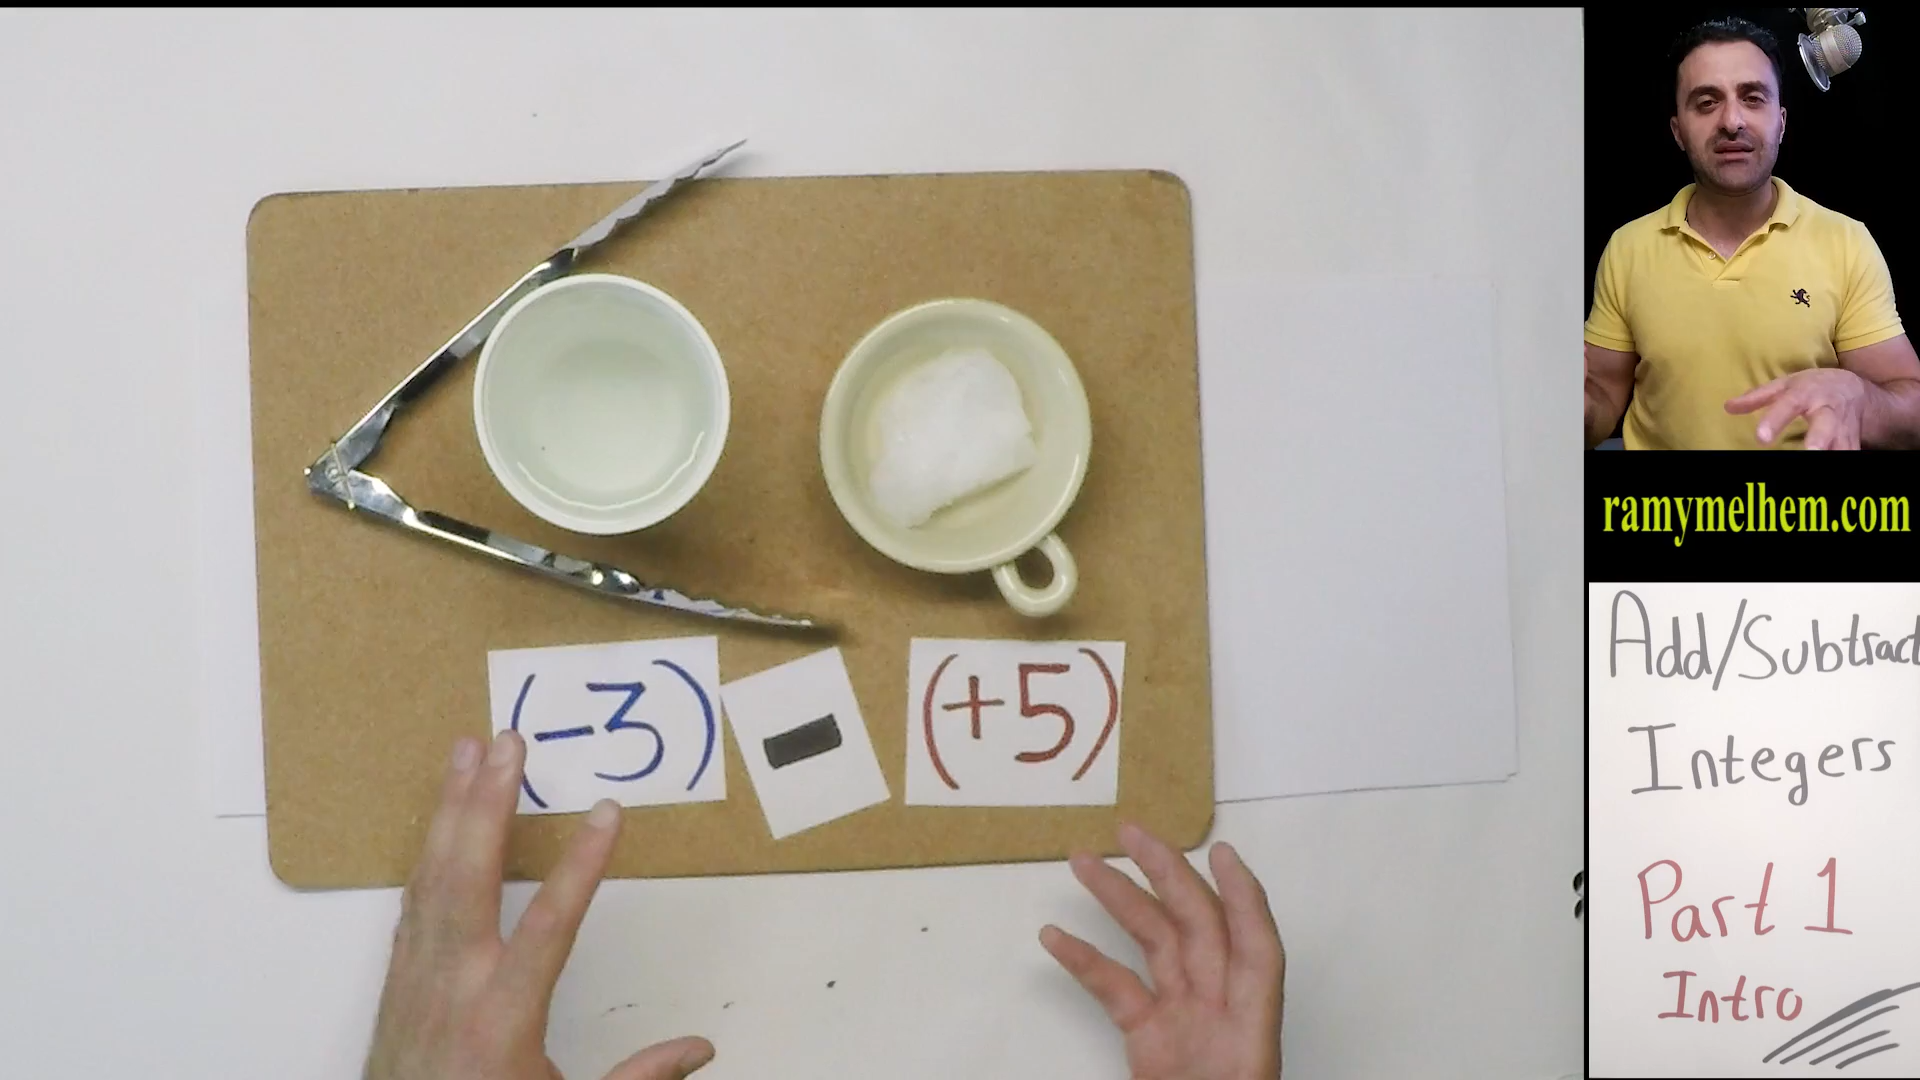 (-3) - (+5)
ramymelhem.com
Add/Subtract
Integers
Part 1
Intro